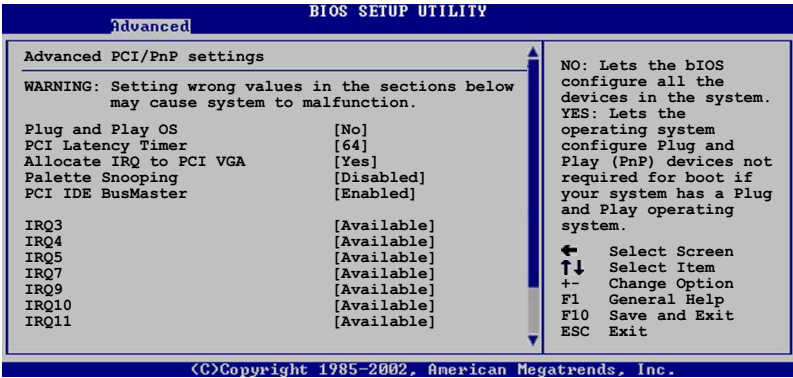 BIOS SETUP UTILITY
Advanced
Advanced PCI/PnP settings
WARNING: Setting wrong values in the sections below
may cause system to malfunction.
Plug and Play OS [No]
PCI Latency Timer [64]
Allocate IRQ to PCI VGA [Yes]
Palette Snooping [Disabled]
PCI IDE BusMaster [Enabled]
IRQ3 [Available]
IRQ4 [Available]
IRQ5 [Available]
IRQ7 [Available]
IRQ9 [Available]
IRQ10 [Available]
IRQ11 [Available]
NO: Lets the bIOS
configure all the
devices in the system.
YES: Lets the
operating system
configure Plug and
Play (PnP) devices not
required for boot if
your system has a Plug
and Play operating
system.
← Select Screen
↑↓ Select Item
+- Change Option
F1 General Help
F10 Save and Exit
ESC Exit
(C)Copyright 1985-2002, American Megatrends, Inc.